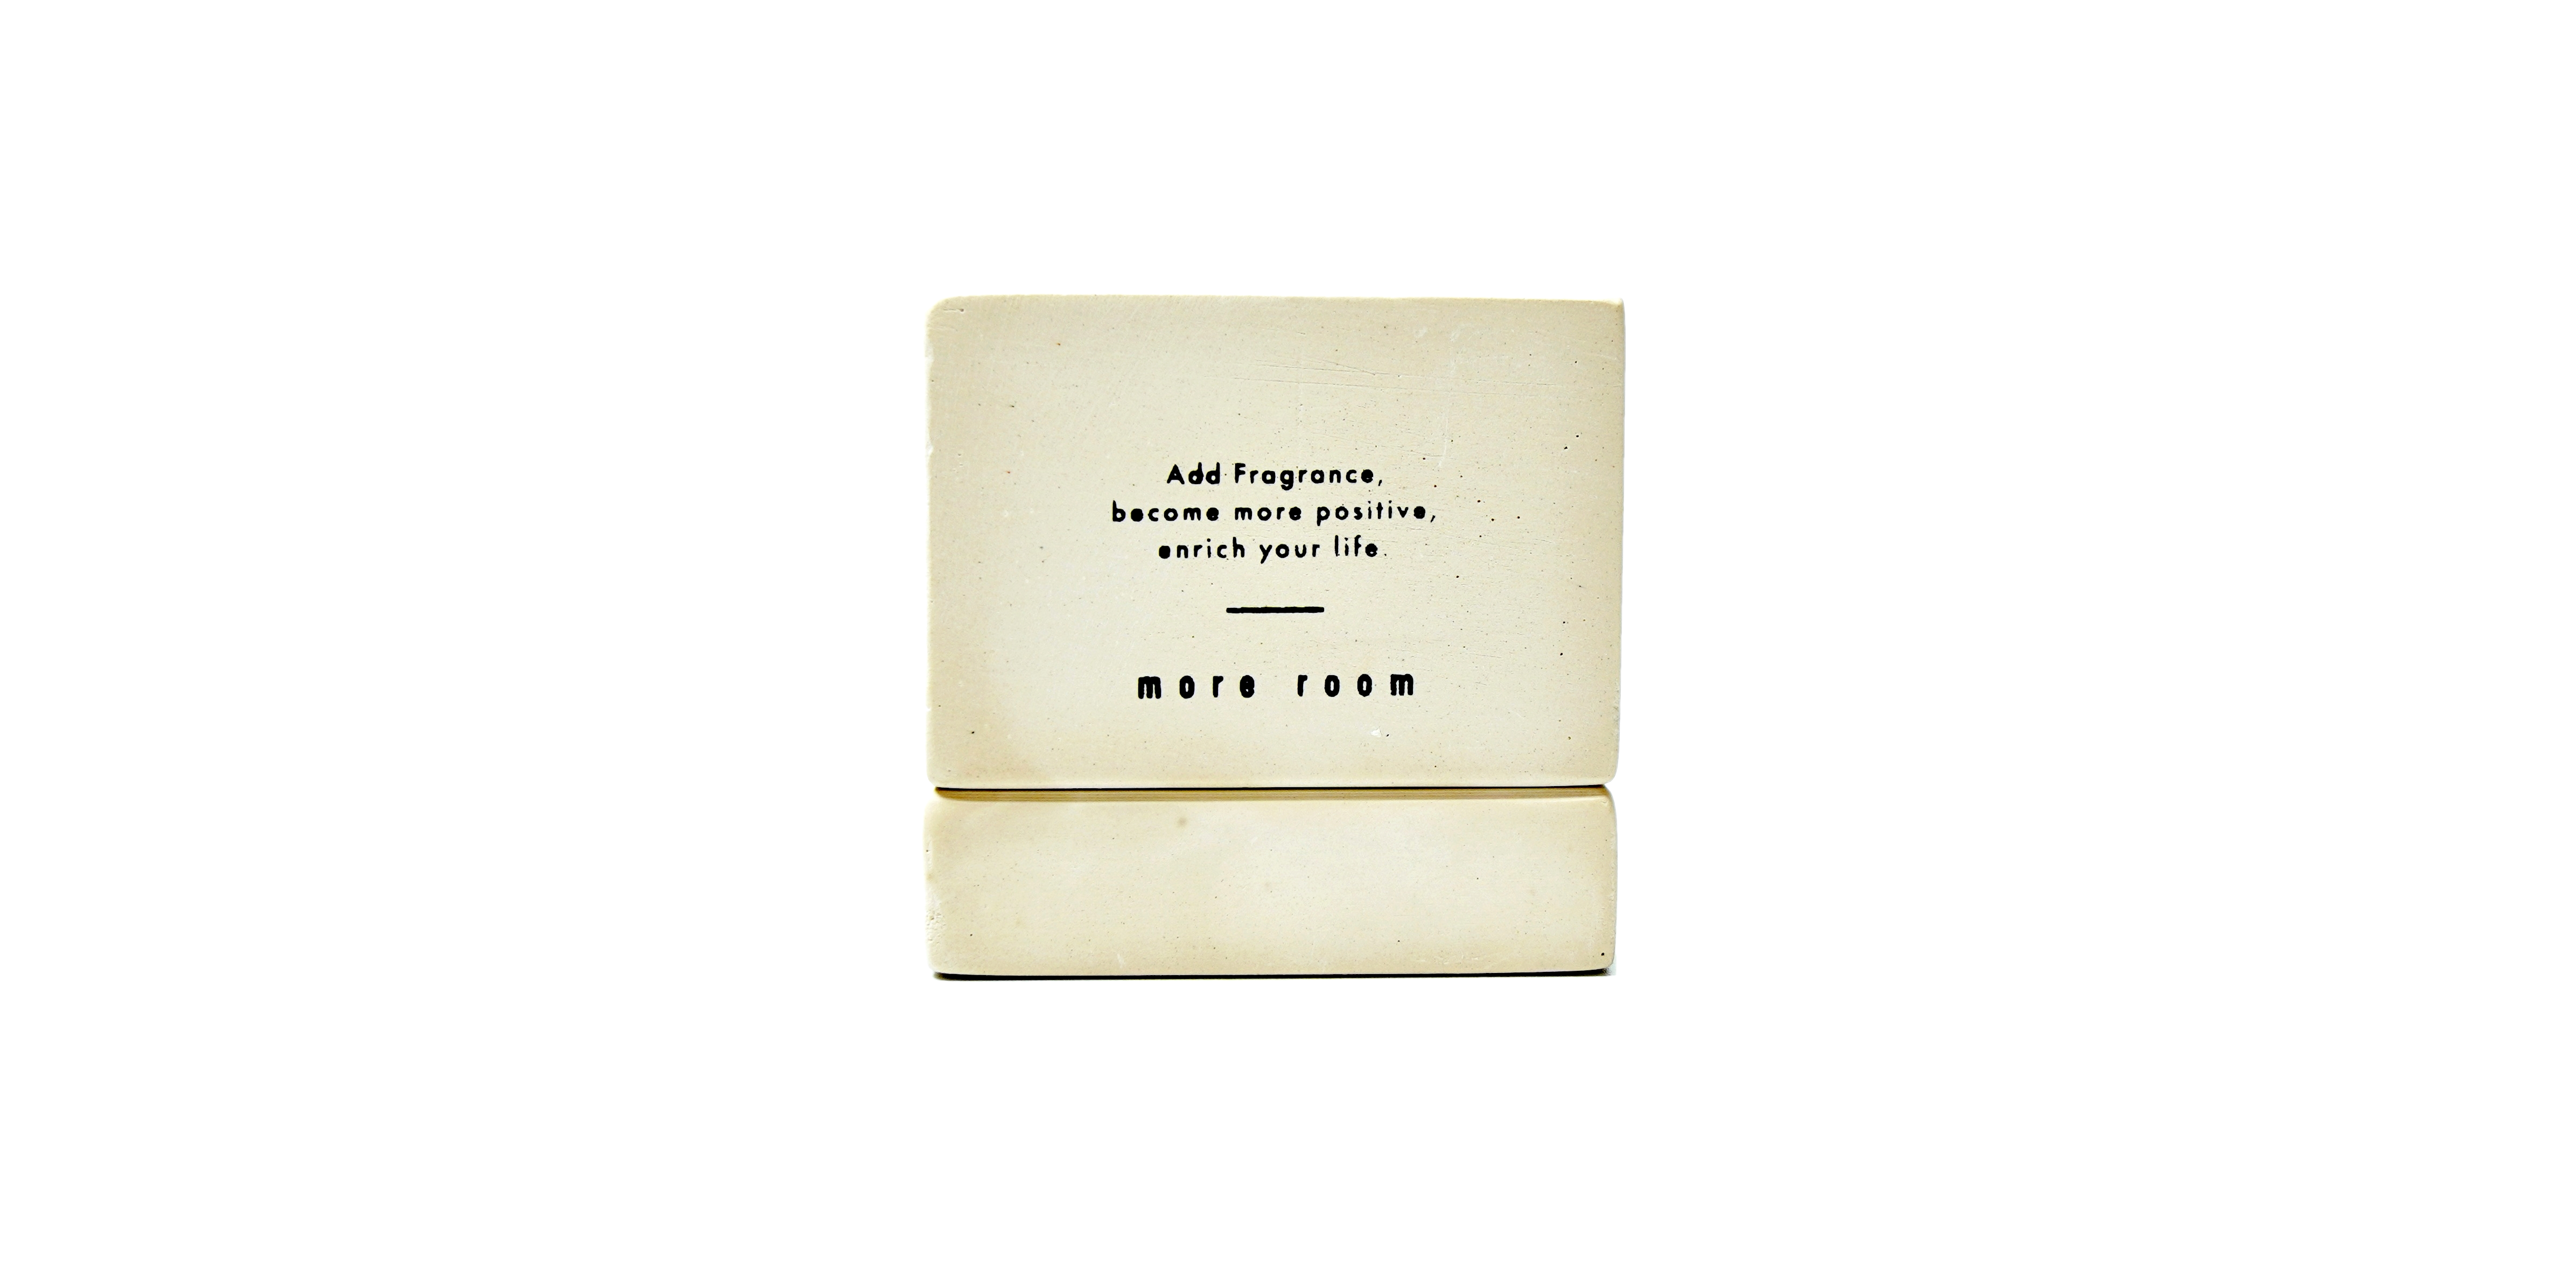 Add Fragrance,
become more positive,
enrich your life.
more room